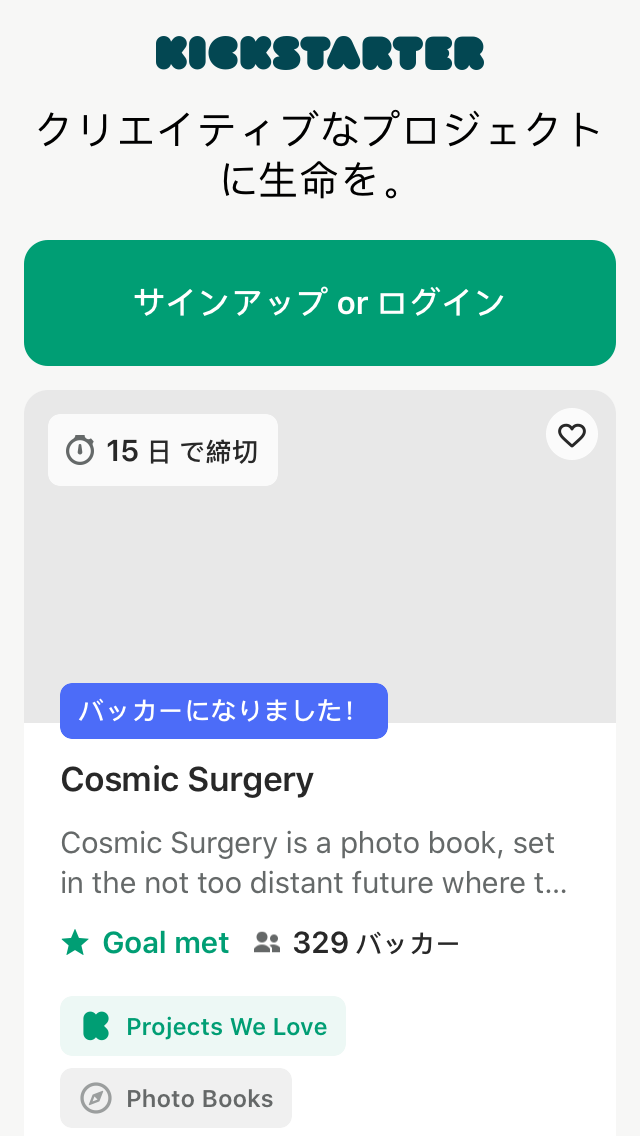 KICKSTARTER
クリエイティブなプロジェクト
に生命を。
サインアップ or ログイン
15 日 で締切
バッカーになりました！
Cosmic Surgery
Cosmic Surgery is a photo book, set
in the not too distant future where t...
Goal met 329 バッカー
Projects We Love
Photo Books